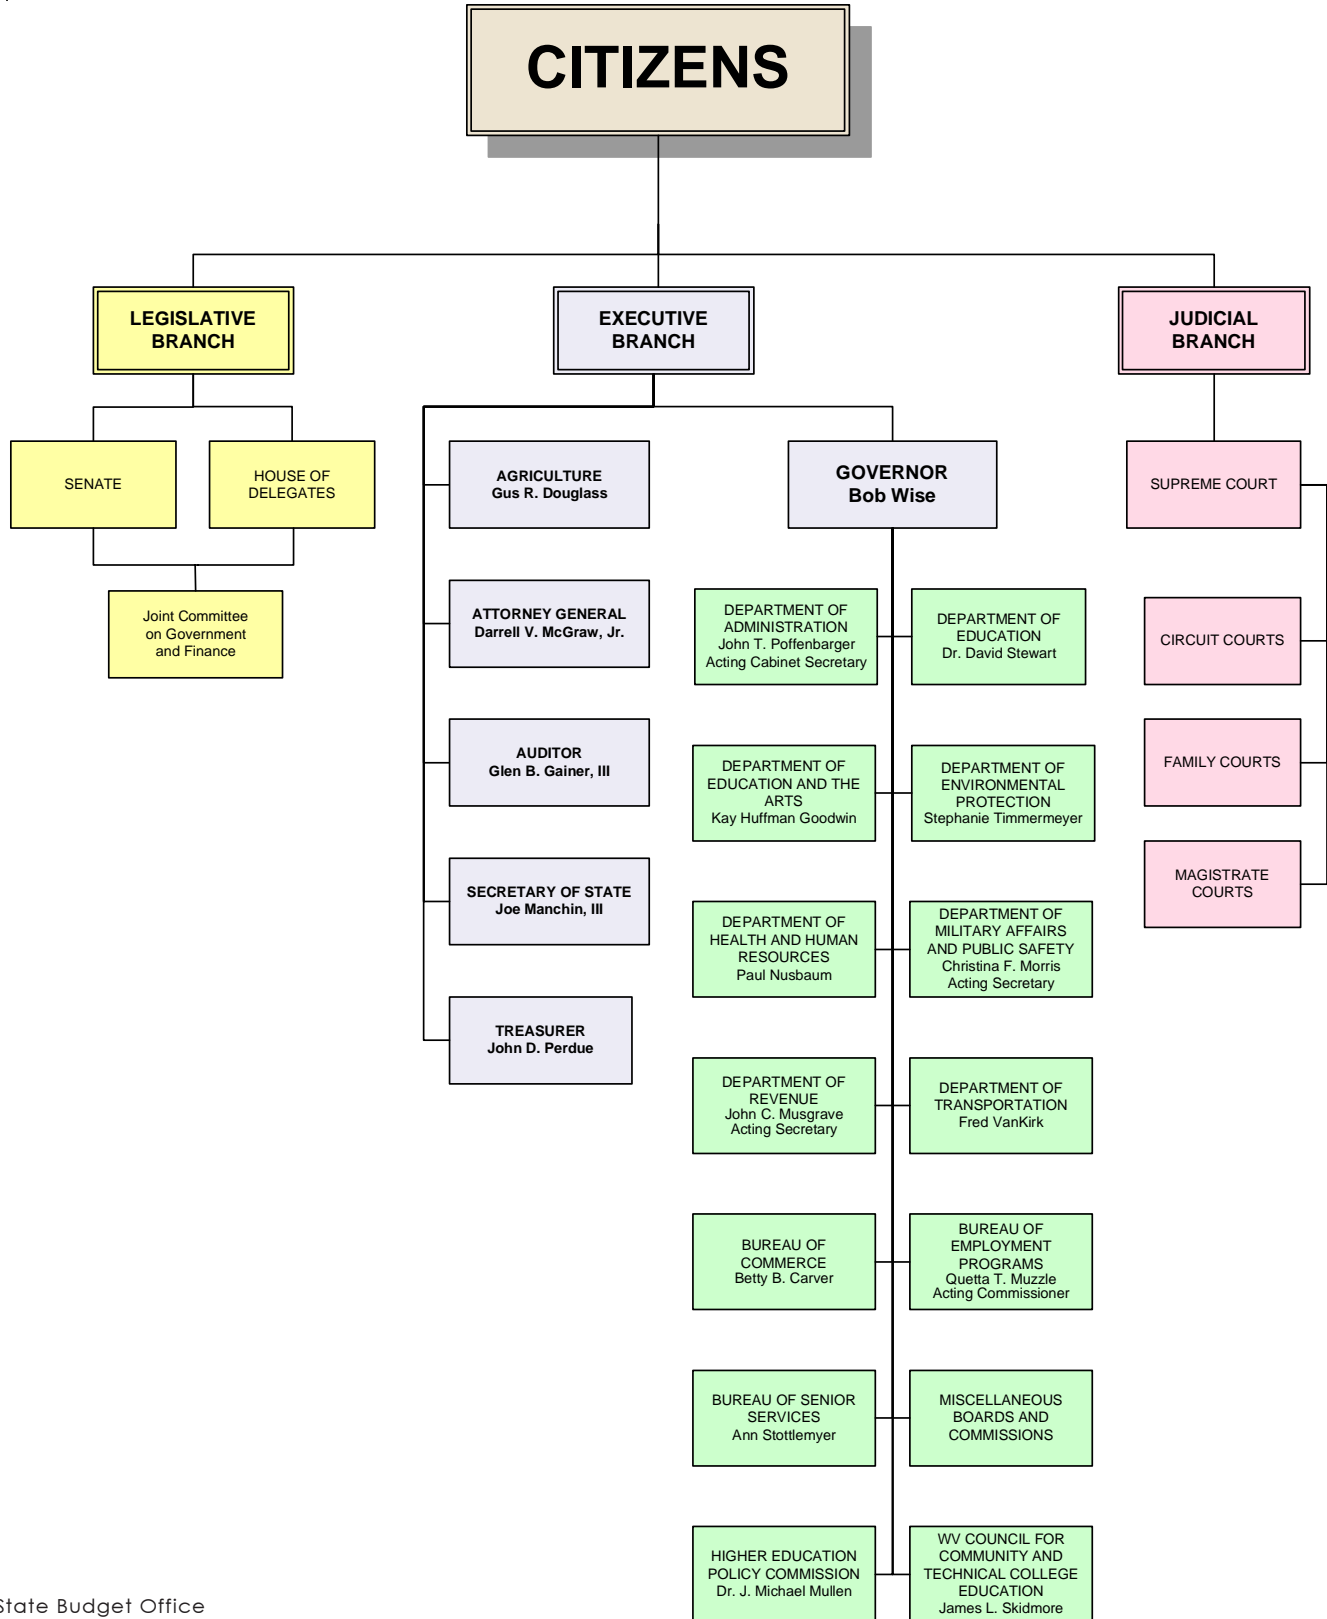 CITIZENS
LEGISLATIVE
BRANCH
EXECUTIVE
BRANCH
JUDICIAL
BRANCH
SENATE
HOUSE OF
DELEGATES
Joint Committee
on Government
and Finance
AGRICULTURE
Gus R. Douglass
ATTORNEY GENERAL
Darrell V. McGraw, Jr.
AUDITOR
Glen B. Gainer, III
SECRETARY OF STATE
Joe Manchin, III
TREASURER
John D. Perdue
GOVERNOR
Bob Wise
DEPARTMENT OF
ADMINISTRATION
John T. Poffenbarger
Acting Cabinet Secretary
DEPARTMENT OF
EDUCATION
Dr. David Stewart
DEPARTMENT OF
EDUCATION AND THE
ARTS
Kay Huffman Goodwin
DEPARTMENT OF
ENVIRONMENTAL
PROTECTION
Stephanie Timmermeyer
DEPARTMENT OF
HEALTH AND HUMAN
RESOURCES
Paul Nusbaum
DEPARTMENT OF
MILITARY AFFAIRS
AND PUBLIC SAFETY
Christina F. Morris
Acting Secretary
DEPARTMENT OF
REVENUE
John C. Musgrave
Acting Secretary
DEPARTMENT OF
TRANSPORTATION
Fred VanKirk
BUREAU OF
COMMERCE
Betty B. Carver
BUREAU OF
EMPLOYMENT
PROGRAMS
Quetta T. Muzzle
Acting Commissioner
BUREAU OF SENIOR
SERVICES
Ann Stottlemyer
MISCELLANEOUS
BOARDS AND
COMMISSIONS
HIGHER EDUCATION
POLICY COMMISSION
Dr. J. Michael Mullen
WV COUNCIL FOR
COMMUNITY AND
TECHNICAL COLLEGE
EDUCATION
James L. Skidmore
SUPREME COURT
CIRCUIT COURTS
FAMILY COURTS
MAGISTRATE
COURTS
State Budget Office